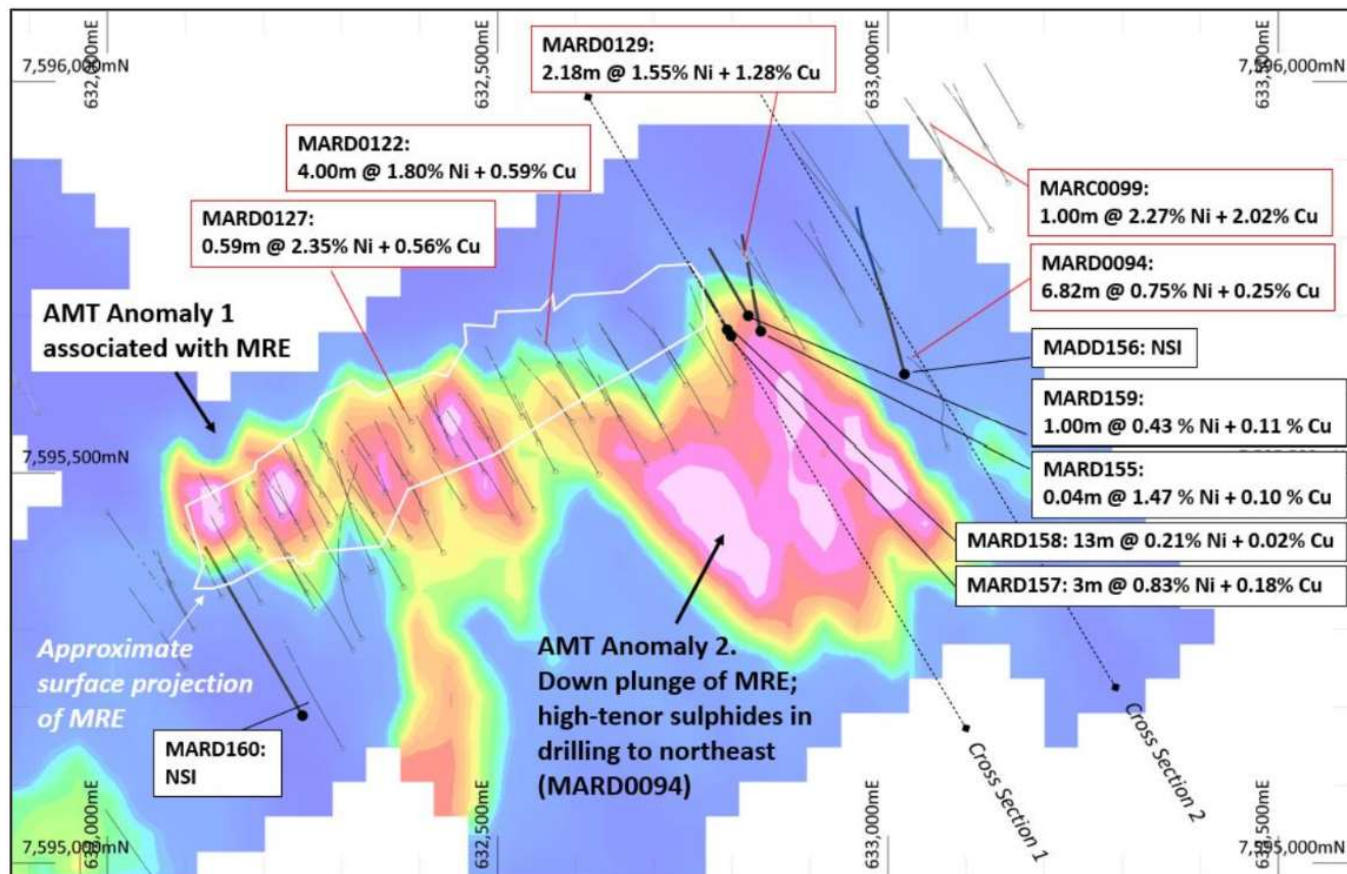 632,000mE
632,500mE
633,000mE
633,500mE
7,596,000mN
7,596,000mN
MARD0129:
2.18m @ 1.55% Ni + 1.28% Cu
MARD0122:
4.00m @ 1.80% Ni + 0.59% Cu
MARD0127:
0.59m @ 2.35% Ni + 0.56% Cu
MARC0099:
1.00m @ 2.27% Ni + 2.02% Cu
MARD0094:
6.82m @ 0.75% Ni + 0.25% Cu
AMT Anomaly 1
associated with MRE
MADD156: NSI
MARD159:
1.00m @ 0.43 % Ni + 0.11 % Cu
7,595,500mN
MARD155:
0.04m @ 1.47 % Ni + 0.10 % Cu
MARD158: 13m @ 0.21% Ni + 0.02% Cu
MARD157: 3m @ 0.83% Ni + 0.18% Cu
Approximate
surface projection
of MRE
AMT Anomaly 2.
Down plunge of MRE;
high-tenor sulphides in
drilling to northeast
(MARD0094)
MARD160:
NSI
Cross Section 1
Cross Section 2
632,000mE
632,500mE
633,000mE
633,500mE
7,595,000mN
7,595,000mN